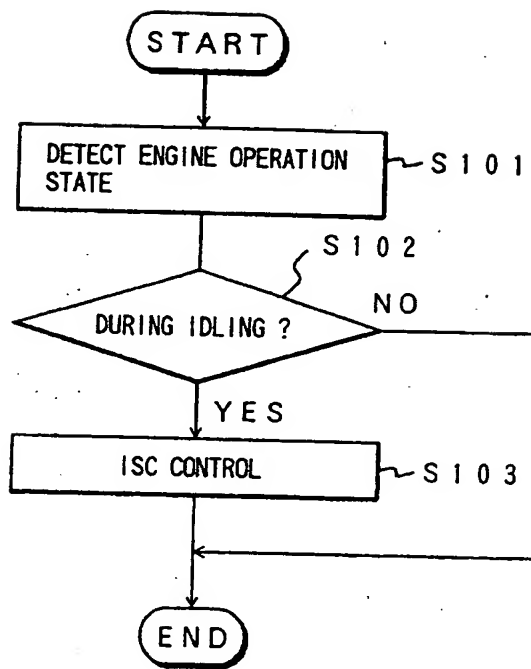 START
DETECT ENGINE OPERATION
STATE
S101
S102
DURING IDLING ?
NO
YES
ISC CONTROL
S103
END